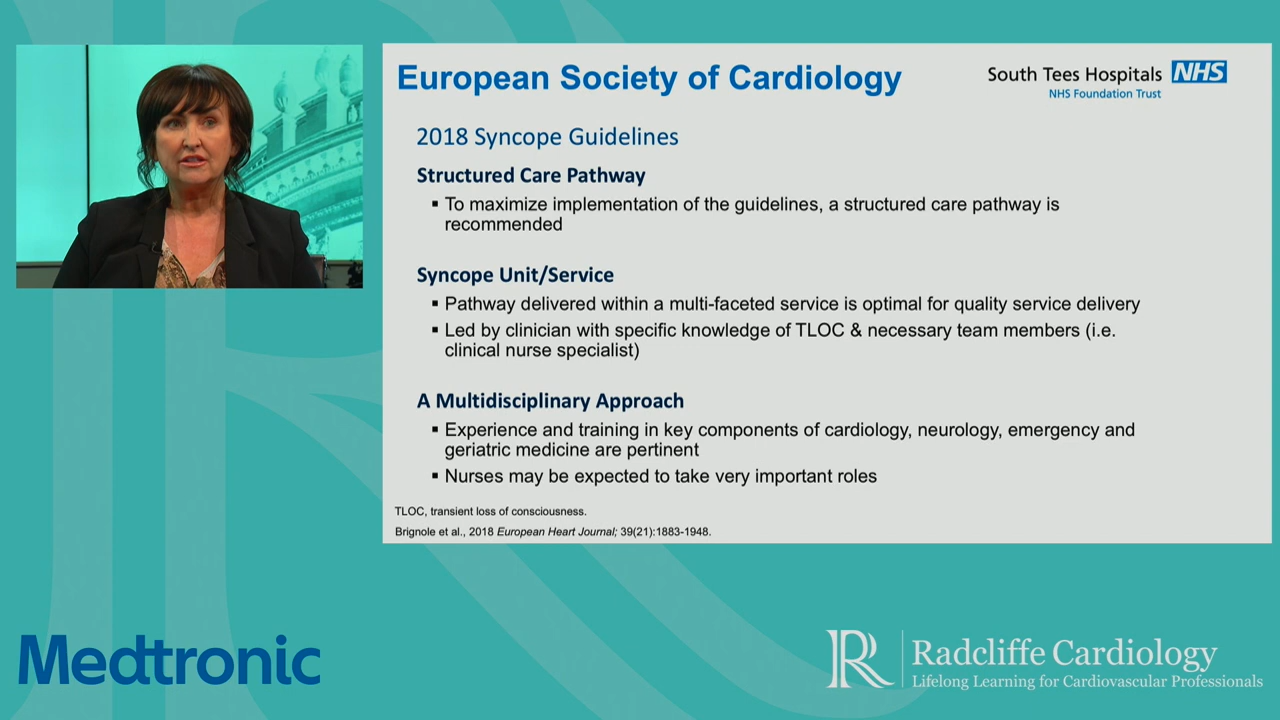 European Society of Cardiology
South Tees Hospitals NHS
NHS Foundation Trust
2018 Syncope Guidelines
Structured Care Pathway
▪ To maximize implementation of the guidelines, a structured care pathway is
recommended
Syncope Unit/Service
▪ Pathway delivered within a multi-faceted service is optimal for quality service delivery
▪ Led by clinician with specific knowledge of TLOC & necessary team members (i.e.
clinical nurse specialist)
A Multidisciplinary Approach
▪ Experience and training in key components of cardiology, neurology, emergency and
geriatric medicine are pertinent
▪ Nurses may be expected to take very important roles
TLOC, transient loss of consciousness.
Brignole et al., 2018 European Heart Journal; 39(21):1883-1948.
Medtronic
R
Radcliffe Cardiology
Lifelong Learning for Cardiovascular Professionals